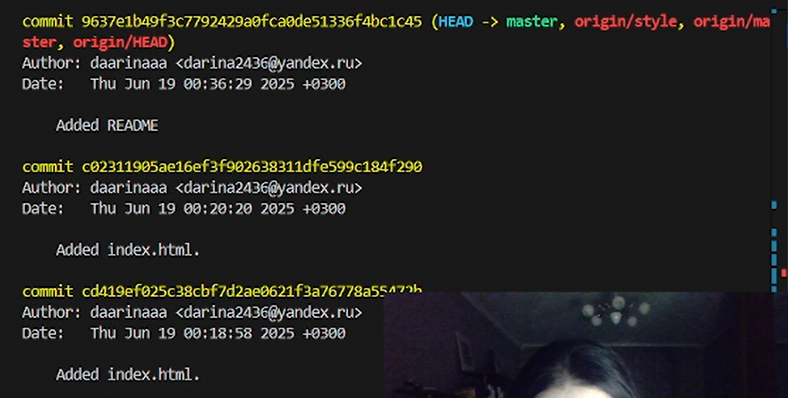 commit 9637e1b49f3c7792429a0fca0de51336f4bc1c45 (HEAD -> master, origin/style, origin/ma
ster, origin/HEAD)
Author: daarinaaa <darina2436@yandex.ru>
Date:   Thu Jun 19 00:36:29 2025 +0300
    Added README
commit c02311905ae16ef3f902638311dfe599c184f290
Author: daarinaaa <darina2436@yandex.ru>
Date:   Thu Jun 19 00:20:20 2025 +0300
    Added index.html.
commit cd419ef025c38cbf7d2ae0621f3a76778a55472b
Author: daarinaaa <darina2436@yandex.ru>
Date:   Thu Jun 19 00:18:58 2025 +0300
    Added index.html.